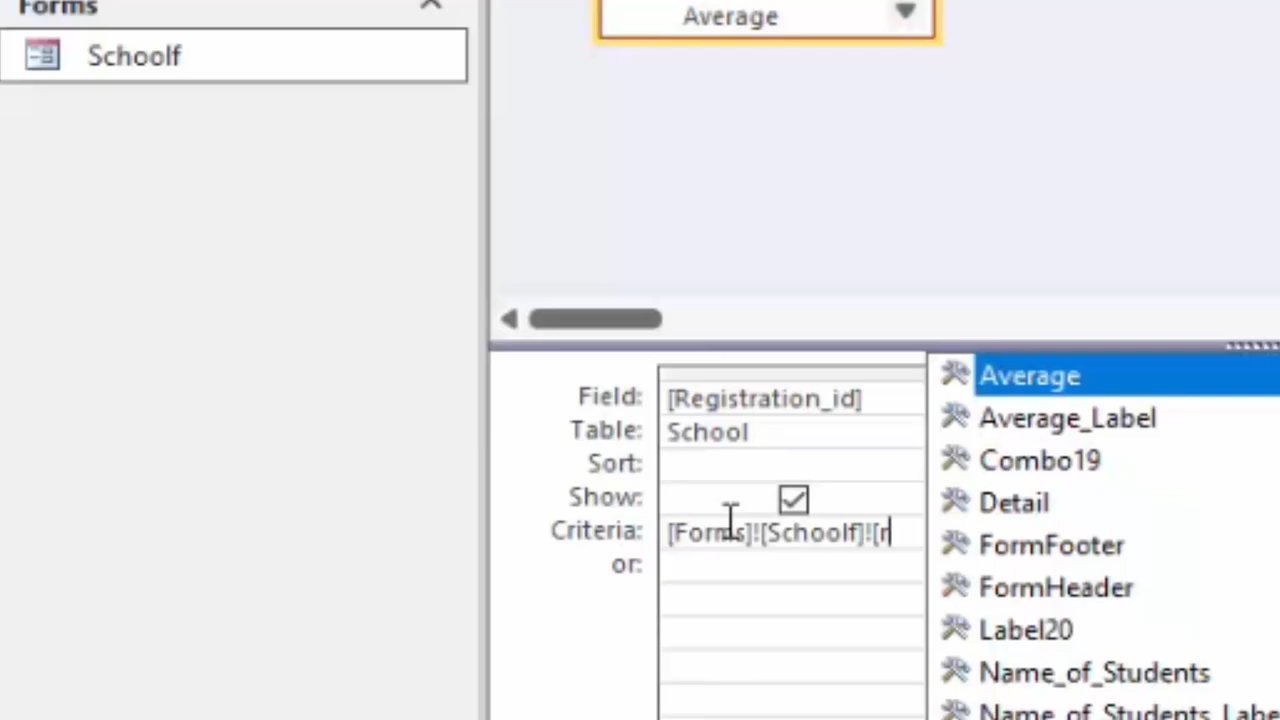 Forms
Schoolf
Average
Field: [Registration_id]
Table: School
Sort:
Show:
Criteria: [Forms]![Schoolf]![r
or:
Average
Average_Label
Combo19
Detail
FormFooter
FormHeader
Label20
Name_of_Students
Name_of_Students_Labe